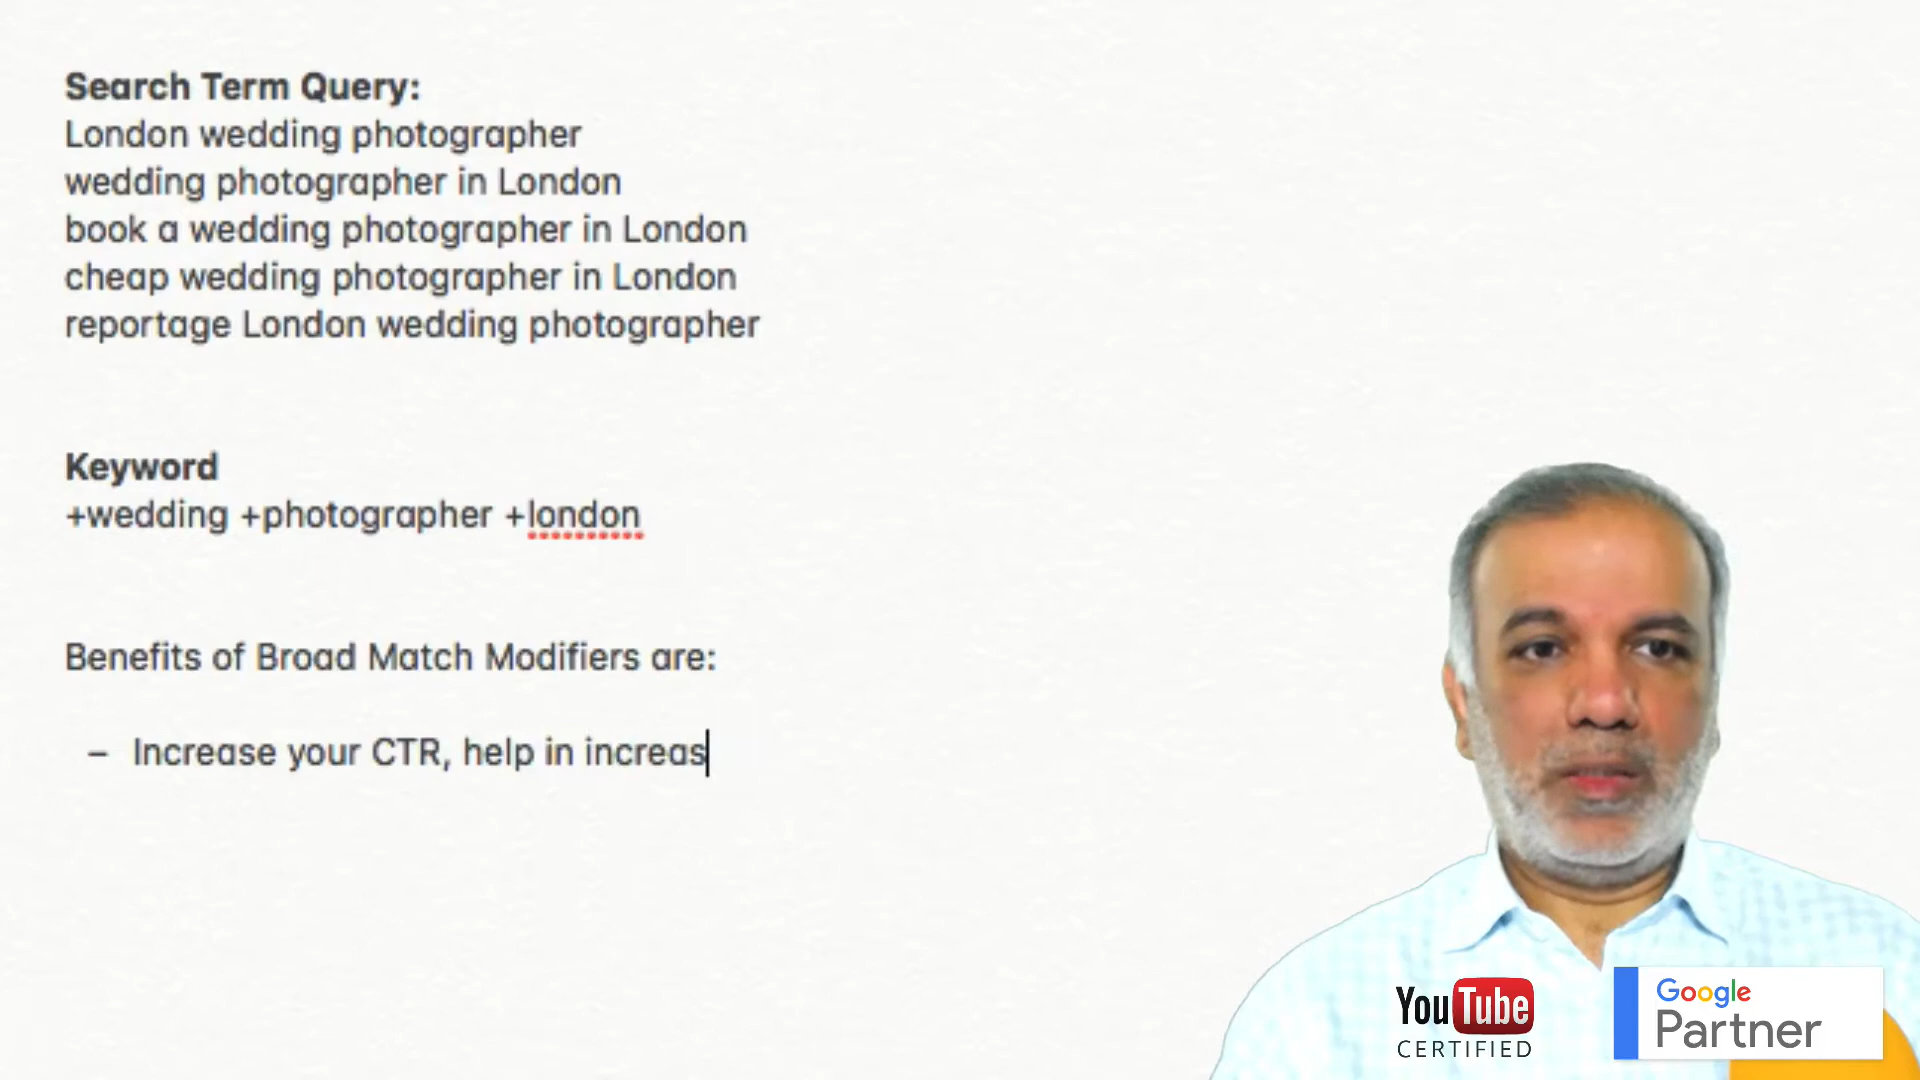 Search Term Query:
London wedding photographer
wedding photographer in London
book a wedding photographer in London
cheap wedding photographer in London
reportage London wedding photographer
Keyword
+wedding +photographer +london
Benefits of Broad Match Modifiers are:
– Increase your CTR, help in increas
YouTube
CERTIFIED
Google
Partner